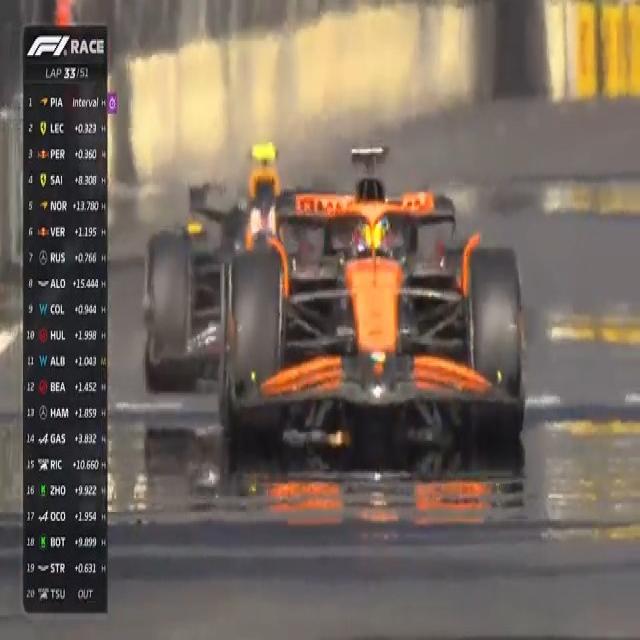 F1 RACE
LAP 33/51
1 PIA Interval H
2 LEC +0.323 H
3 PER +0.360 H
4 SAI +8.308 H
5 NOR +13.780 H
6 VER +1.195 H
7 RUS +0.766 H
8 ALO +15.444 H
9 COL +0.944 H
10 HUL +1.998 H
11 ALB +1.043 M
12 BEA +1.452 H
13 HAM +1.859 H
14 GAS +3.832 H
15 RIC +10.660 H
16 ZHO +9.922 H
17 OCO +1.954 H
18 BOT +9.899 H
19 STR +0.631 H
20 TSU OUT